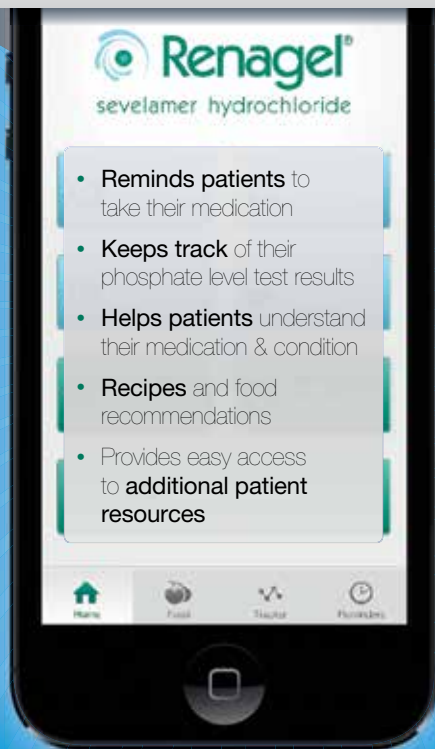 Renagel®
sevelamer hydrochloride
• Reminds patients to
take their medication
• Keeps track of their
phosphate level test results
• Helps patients understand
their medication & condition
• Recipes and food
recommendations
• Provides easy access
to additional patient
resources
Home Food Tracker Reminders